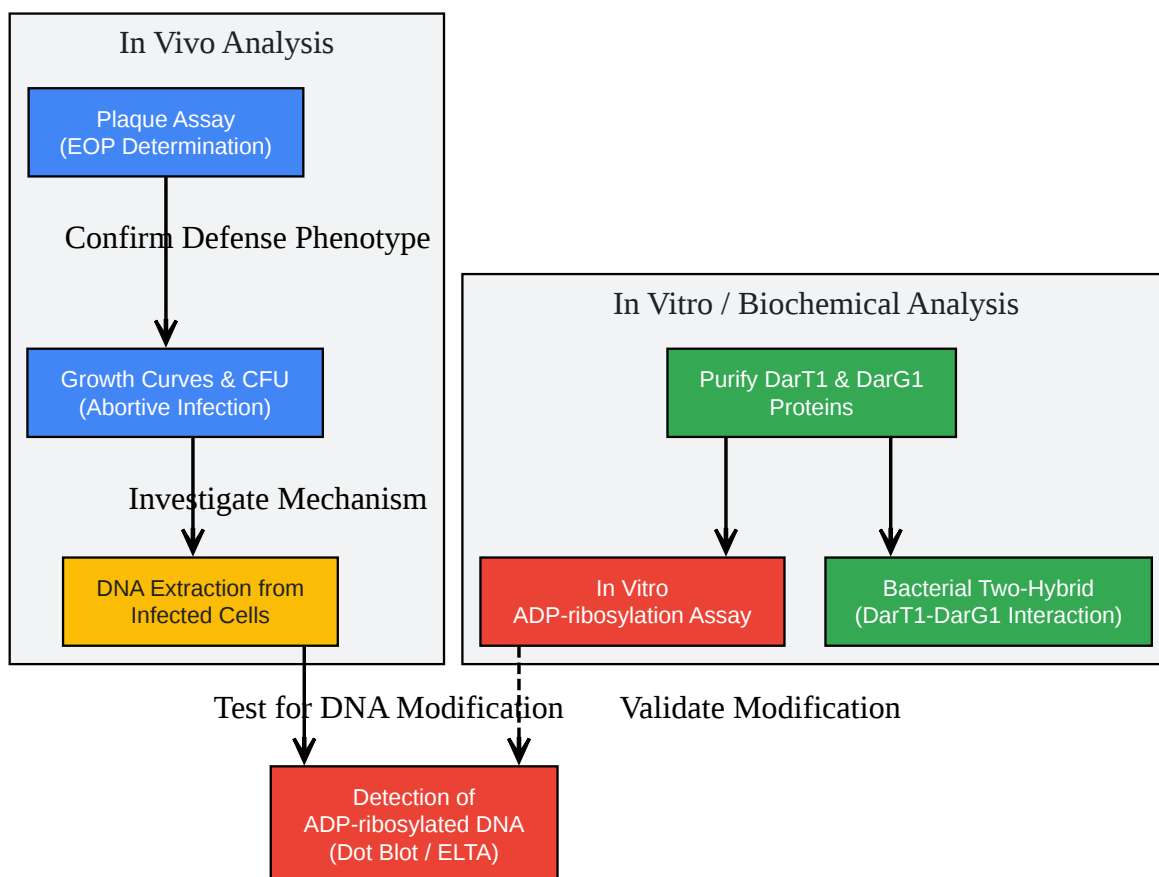 In Vivo Analysis
Plaque Assay
(EOP Determination)
Confirm Defense Phenotype
Growth Curves & CFU
(Abortive Infection)
Investigate Mechanism
DNA Extraction from
Infected Cells
In Vitro / Biochemical Analysis
Purify DarT1 & DarG1
Proteins
In Vitro
ADP-ribosylation Assay
Bacterial Two-Hybrid
(DarT1-DarG1 Interaction)
Test for DNA Modification
Validate Modification
Detection of
ADP-ribosylated DNA
(Dot Blot / ELTA)